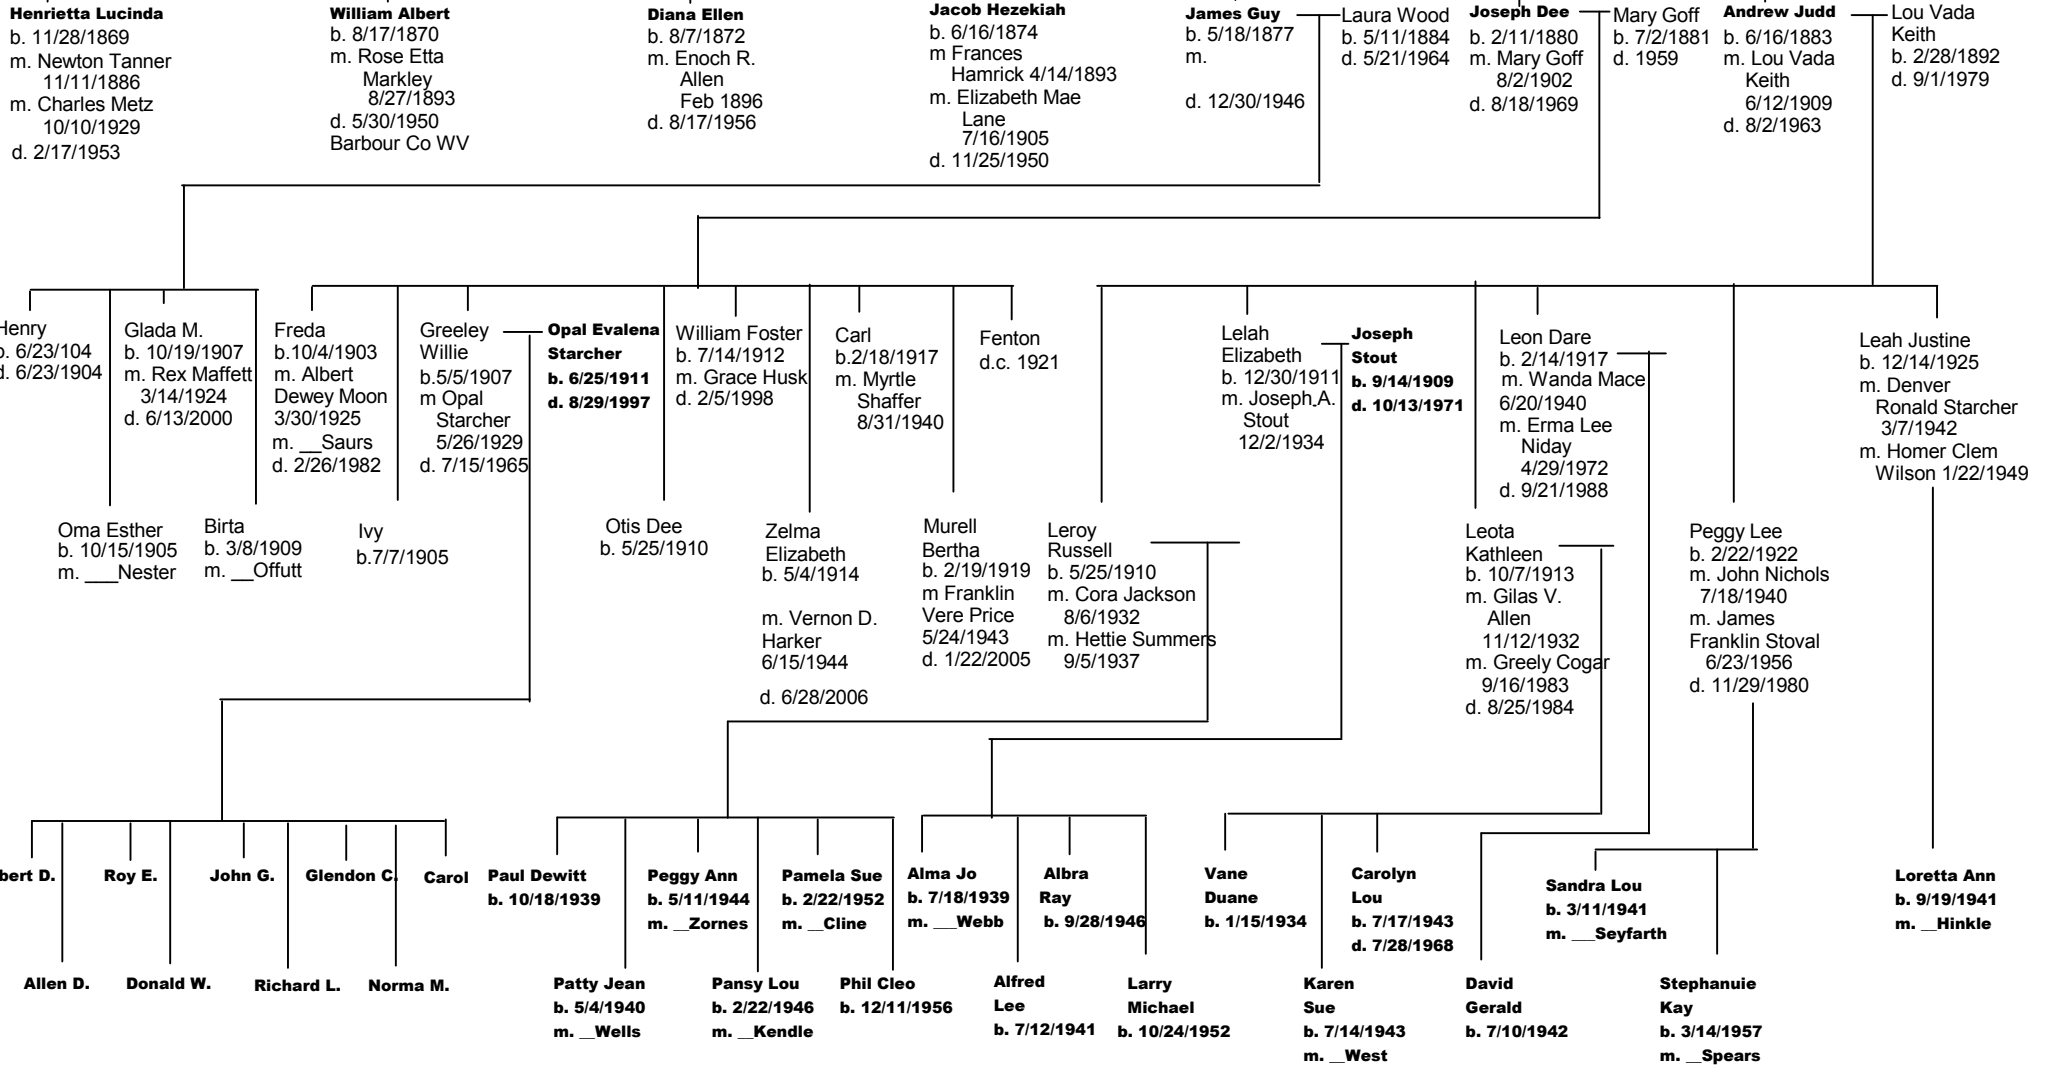 Henrietta Lucinda
b. 11/28/1869
m. Newton Tanner
11/11/1886
m. Charles Metz
10/10/1929
d. 2/17/1953
William Albert
b. 8/17/1870
m. Rose Etta
Markley
8/27/1893
d. 5/30/1950
Barbour Co WV
Diana Ellen
b. 8/7/1872
m. Enoch R.
Allen
Feb 1896
d. 8/17/1956
Jacob Hezekiah
b. 6/16/1874
m Frances
Hamrick 4/14/1893
m. Elizabeth Mae
Lane
7/16/1905
d. 11/25/1950
James Guy
b. 5/18/1877
m.
d. 12/30/1946
Laura Wood
b. 5/11/1884
d. 5/21/1964
Joseph Dee
b. 2/11/1880
m. Mary Goff
8/2/1902
d. 8/18/1969
Mary Goff
b. 7/2/1881
d. 1959
Andrew Judd
b. 6/16/1883
m. Lou Vada
Keith
6/12/1909
d. 8/2/1963
Lou Vada
Keith
b. 2/28/1892
d. 9/1/1979
Henry
b. 6/23/104
d. 6/23/1904
Glada M.
b. 10/19/1907
m. Rex Maffett
3/14/1924
d. 6/13/2000
Freda
b.10/4/1903
m. Albert
Dewey Moon
3/30/1925
m. __Saurs
d. 2/26/1982
Greeley
Willie
b.5/5/1907
m Opal
Starcher
5/26/1929
d. 7/15/1965
Opal Evalena
Starcher
b. 6/25/1911
d. 8/29/1997
William Foster
b. 7/14/1912
m. Grace Husk
d. 2/5/1998
Carl
b.2/18/1917
m. Myrtle
Shaffer
8/31/1940
Fenton
d.c. 1921
Lelah
Elizabeth
b. 12/30/1911
m. Joseph.A.
Stout
12/2/1934
Joseph
Stout
b. 9/14/1909
d. 10/13/1971
Leon Dare
b. 2/14/1917
m. Wanda Mace
6/20/1940
m. Erma Lee
Niday
4/29/1972
d. 9/21/1988
Leah Justine
b. 12/14/1925
m. Denver
Ronald Starcher
3/7/1942
m. Homer Clem
Wilson 1/22/1949
Oma Esther
b. 10/15/1905
m. ___Nester
Birta
b. 3/8/1909
m. __Offutt
Ivy
b.7/7/1905
Otis Dee
b. 5/25/1910
Zelma
Elizabeth
b. 5/4/1914
m. Vernon D.
Harker
6/15/1944
d. 6/28/2006
Murell
Bertha
b. 2/19/1919
m Franklin
Vere Price
5/24/1943
d. 1/22/2005
Leroy
Russell
b. 5/25/1910
m. Cora Jackson
8/6/1932
m. Hettie Summers
9/5/1937
Leota
Kathleen
b. 10/7/1913
m. Gilas V.
Allen
11/12/1932
m. Greely Cogar
9/16/1983
d. 8/25/1984
Peggy Lee
b. 2/22/1922
m. John Nichols
7/18/1940
m. James
Franklin Stoval
6/23/1956
d. 11/29/1980
bert D.
Roy E.
John G.
Glendon C.
Carol
Paul Dewitt
b. 10/18/1939
Peggy Ann
b. 5/11/1944
m. __Zornes
Pamela Sue
b. 2/22/1952
m. __Cline
Alma Jo
b. 7/18/1939
m. ___Webb
Albra
Ray
b. 9/28/1946
Vane
Duane
b. 1/15/1934
Carolyn
Lou
b. 7/17/1943
d. 7/28/1968
Sandra Lou
b. 3/11/1941
m. ___Seyfarth
Loretta Ann
b. 9/19/1941
m. __Hinkle
Allen D.
Donald W.
Richard L.
Norma M.
Patty Jean
b. 5/4/1940
m. __Wells
Pansy Lou
b. 2/22/1946
m. __Kendle
Phil Cleo
b. 12/11/1956
Alfred
Lee
b. 7/12/1941
Larry
Michael
b. 10/24/1952
Karen
Sue
b. 7/14/1943
m. __West
David
Gerald
b. 7/10/1942
Stephanuie
Kay
b. 3/14/1957
m. __Spears